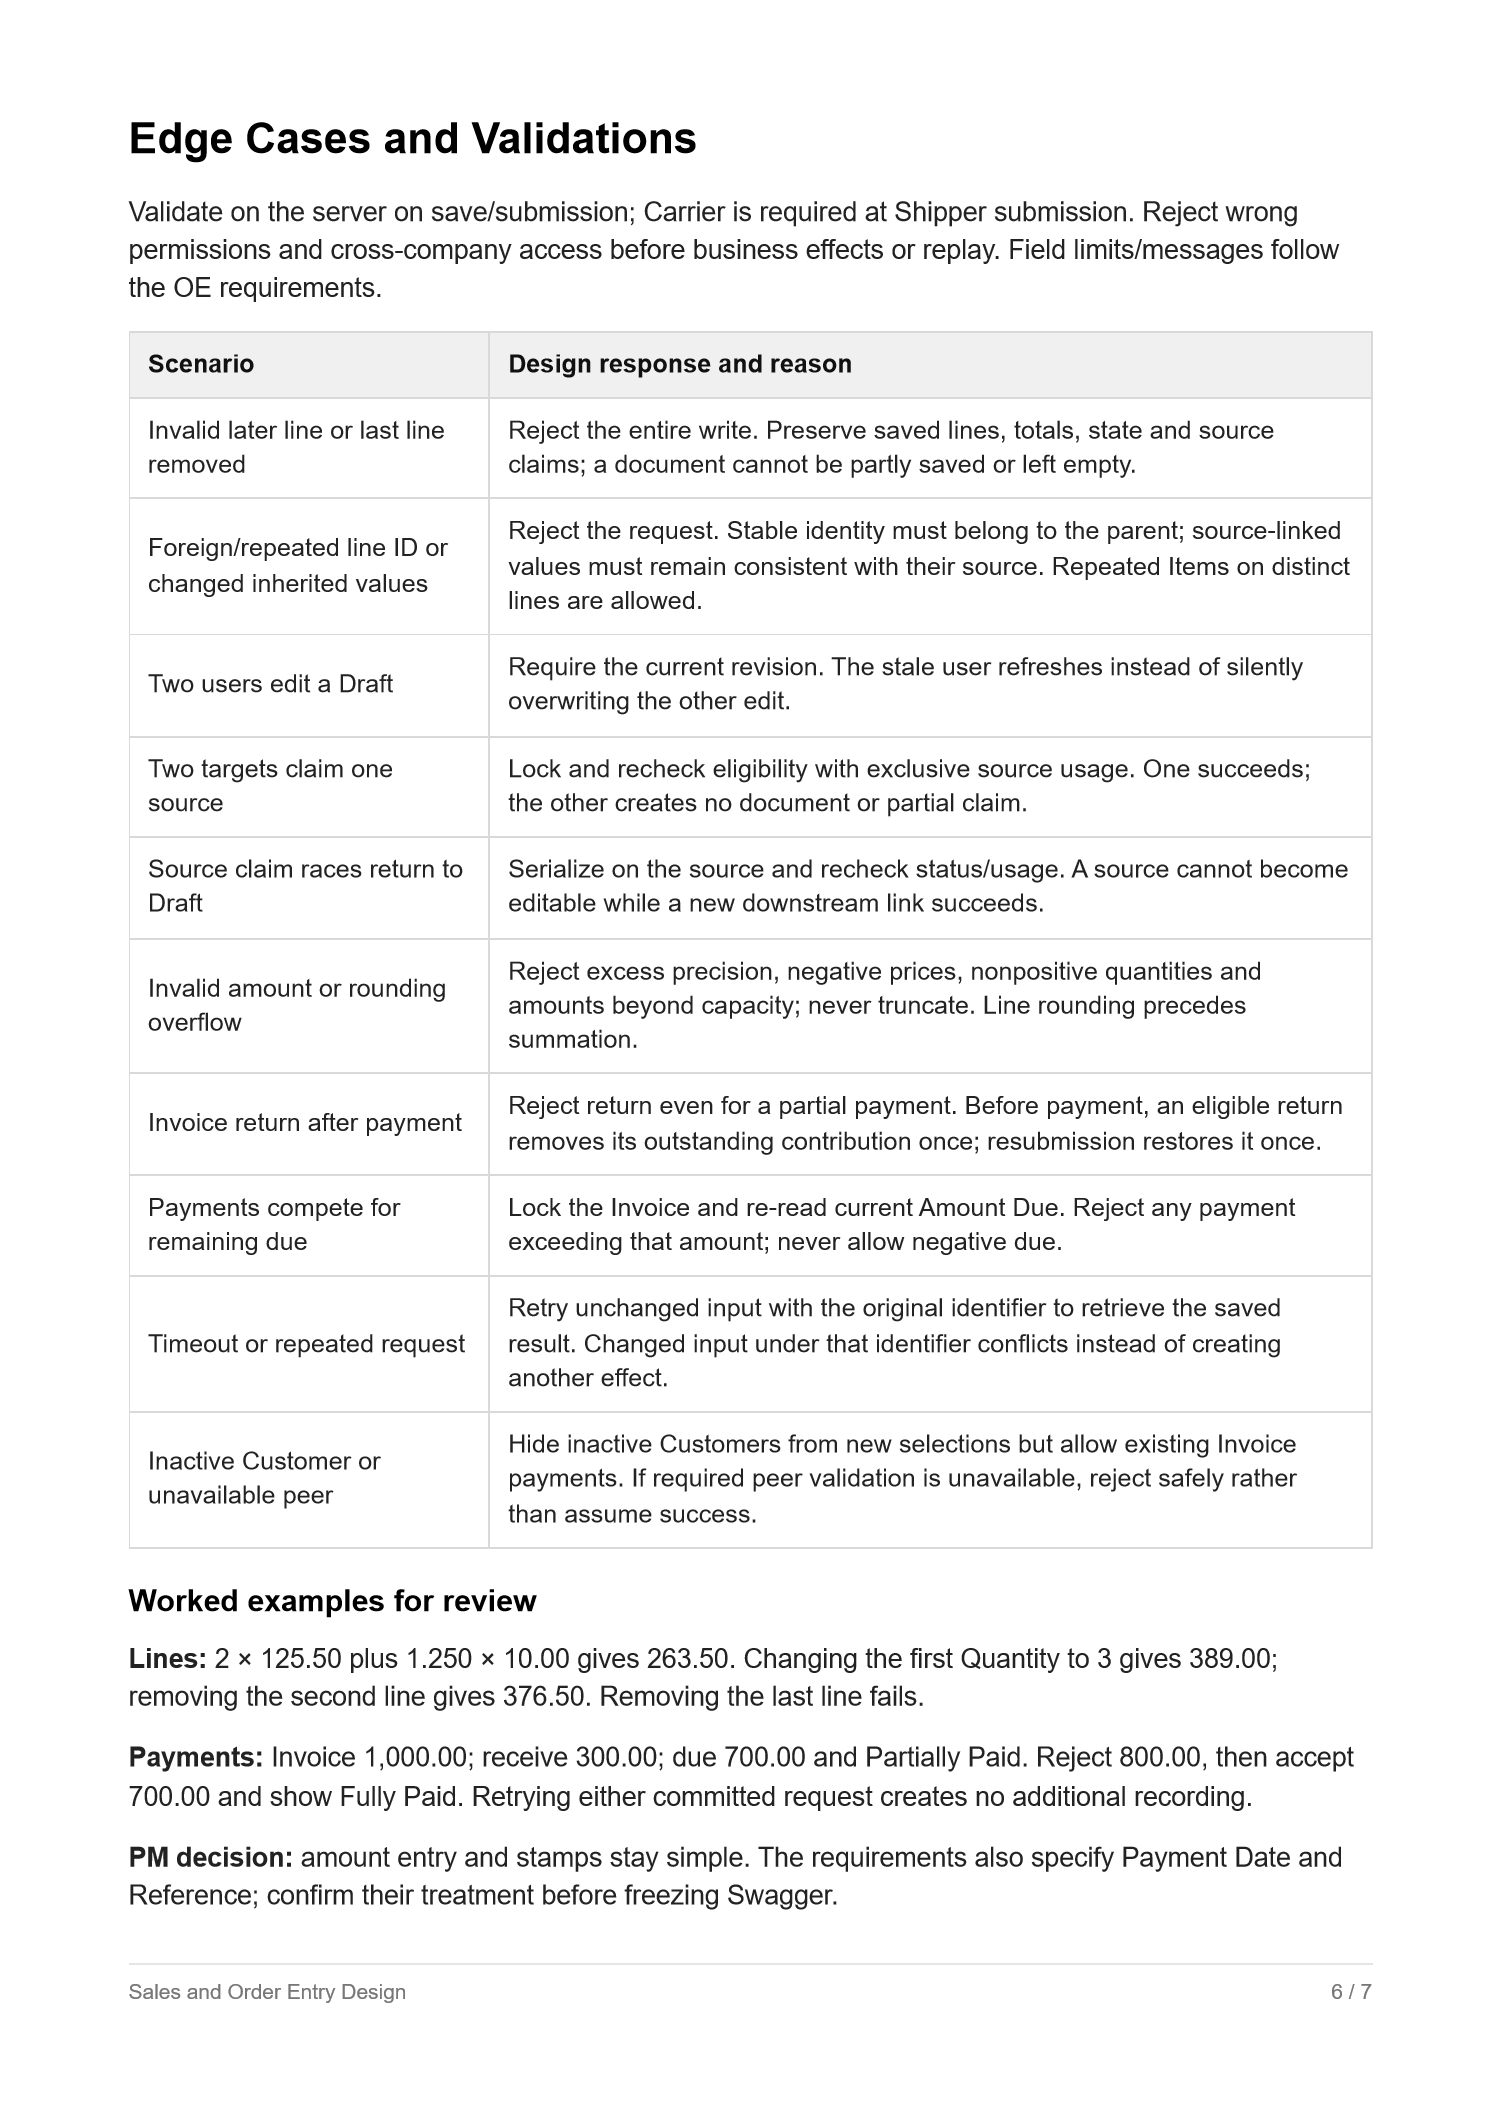 Edge Cases and Validations
Validate on the server on save/submission; Carrier is required at Shipper submission. Reject wrong
permissions and cross-company access before business effects or replay. Field limits/messages follow
the OE requirements.
Scenario
Design response and reason
Invalid later line or last line
removed
Reject the entire write. Preserve saved lines, totals, state and source
claims; a document cannot be partly saved or left empty.
Foreign/repeated line ID or
changed inherited values
Reject the request. Stable identity must belong to the parent; source-linked
values must remain consistent with their source. Repeated Items on distinct
lines are allowed.
Two users edit a Draft
Require the current revision. The stale user refreshes instead of silently
overwriting the other edit.
Two targets claim one
source
Lock and recheck eligibility with exclusive source usage. One succeeds;
the other creates no document or partial claim.
Source claim races return to
Draft
Serialize on the source and recheck status/usage. A source cannot become
editable while a new downstream link succeeds.
Invalid amount or rounding
overflow
Reject excess precision, negative prices, nonpositive quantities and
amounts beyond capacity; never truncate. Line rounding precedes
summation.
Invoice return after payment
Reject return even for a partial payment. Before payment, an eligible return
removes its outstanding contribution once; resubmission restores it once.
Payments compete for
remaining due
Lock the Invoice and re-read current Amount Due. Reject any payment
exceeding that amount; never allow negative due.
Timeout or repeated request
Retry unchanged input with the original identifier to retrieve the saved
result. Changed input under that identifier conflicts instead of creating
another effect.
Inactive Customer or
unavailable peer
Hide inactive Customers from new selections but allow existing Invoice
payments. If required peer validation is unavailable, reject safely rather
than assume success.
Worked examples for review
Lines: 2 × 125.50 plus 1.250 × 10.00 gives 263.50. Changing the first Quantity to 3 gives 389.00;
removing the second line gives 376.50. Removing the last line fails.
Payments: Invoice 1,000.00; receive 300.00; due 700.00 and Partially Paid. Reject 800.00, then accept
700.00 and show Fully Paid. Retrying either committed request creates no additional recording.
PM decision: amount entry and stamps stay simple. The requirements also specify Payment Date and
Reference; confirm their treatment before freezing Swagger.
Sales and Order Entry Design
6 / 7